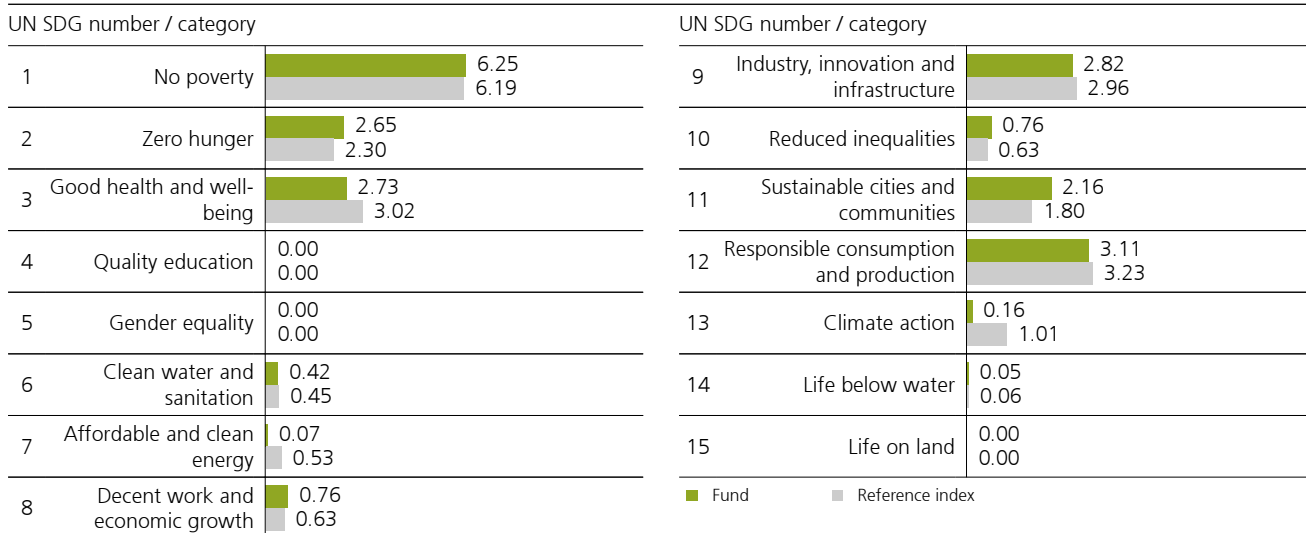 UN SDG number / category
1 No poverty 6.25
6.19
2 Zero hunger 2.65
2.30
3 Good health and well-
being 2.73
3.02
4 Quality education 0.00
0.00
5 Gender equality 0.00
0.00
6 Clean water and
sanitation 0.42
0.45
7 Affordable and clean
energy 0.07
0.53
8 Decent work and
economic growth 0.76
0.63
UN SDG number / category
9 Industry, innovation and
infrastructure 2.82
2.96
10 Reduced inequalities 0.76
0.63
11 Sustainable cities and
communities 2.16
1.80
12 Responsible consumption
and production 3.11
3.23
13 Climate action 0.16
1.01
14 Life below water 0.05
0.06
15 Life on land 0.00
0.00
Fund Reference index